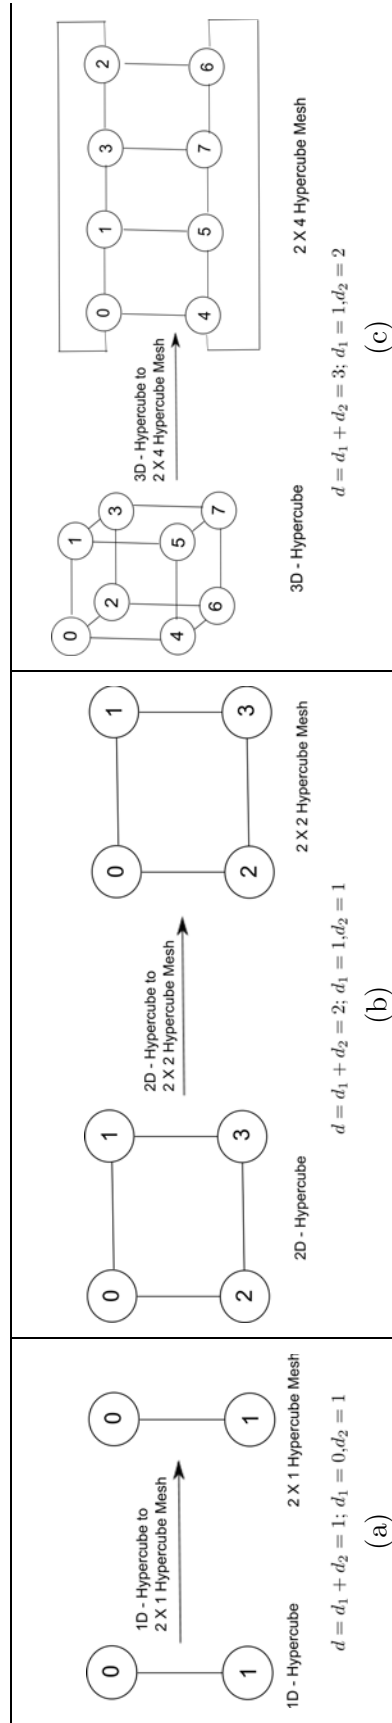 0
1
1D - Hypercube
1D - Hypercube to
2 X 1 Hypercube Mesh
0
1
2 X 1 Hypercube Mesh
d = d₁ + d₂ = 1; d₁ = 0,d₂ = 1
(a)
0 1
2 3
2D - Hypercube
2D - Hypercube to
2 X 2 Hypercube Mesh
0 1
2 3
2 X 2 Hypercube Mesh
d = d₁ + d₂ = 2; d₁ = 1,d₂ = 1
(b)
0 1
2 3
4 5
6 7
3D - Hypercube
3D - Hypercube to
2 X 4 Hypercube Mesh
0 1 3 2
4 5 7 6
2 X 4 Hypercube Mesh
d = d₁ + d₂ = 3; d₁ = 1,d₂ = 2
(c)